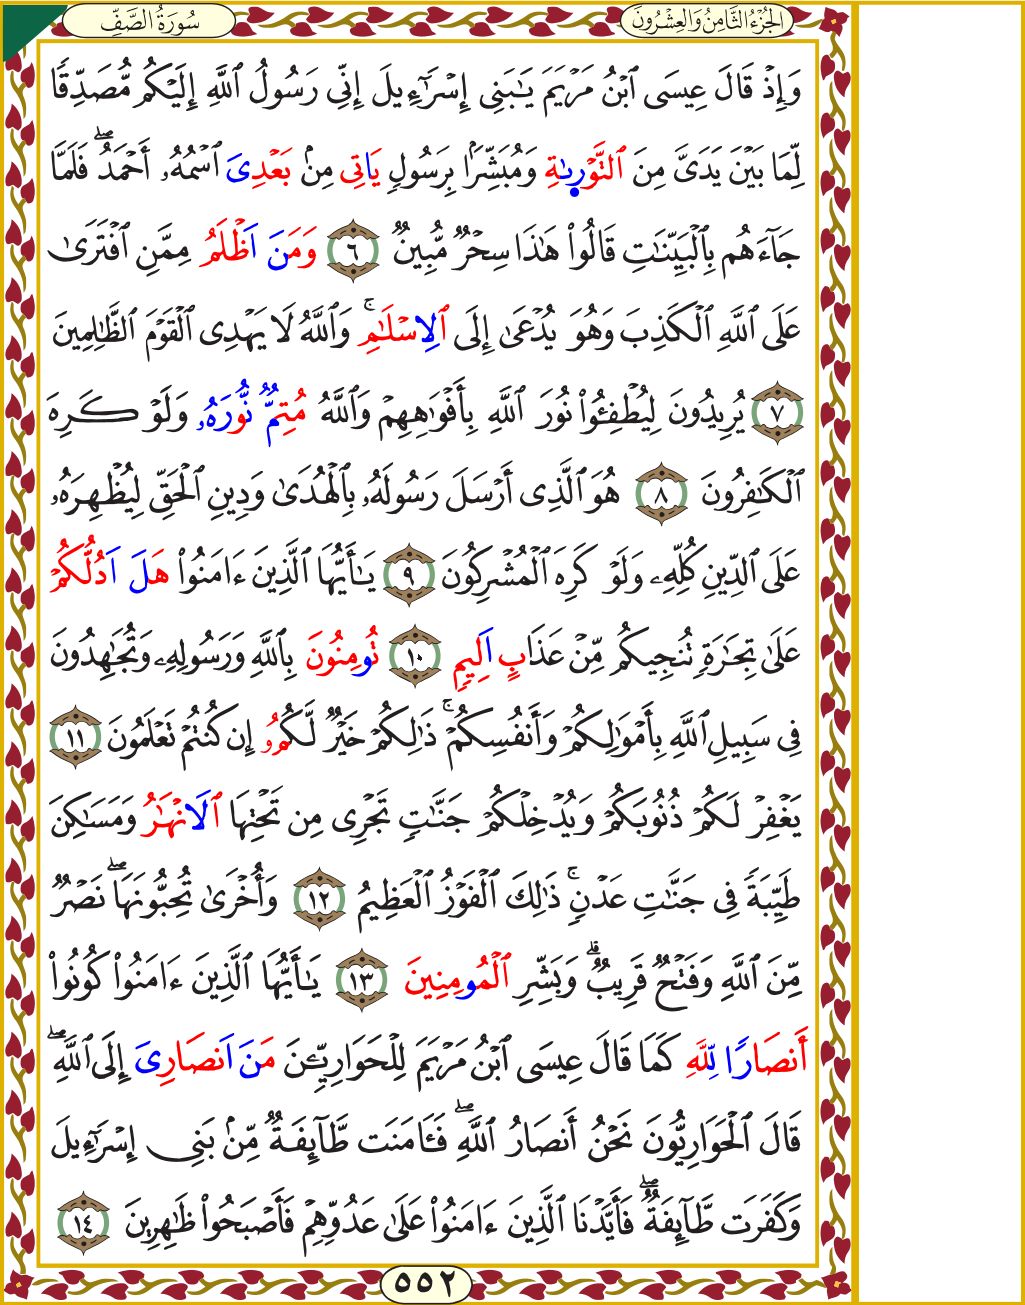 الجُزْءُ الثَّامِنُ وَالعِشْرُونَ
سُورَةُ الصَّفِّ
وَإِذْ قَالَ عِيسَى ٱبْنُ مَرْيَمَ يَـٰبَنِىٓ إِسْرَٰٓءِيلَ إِنِّى رَسُولُ ٱللَّهِ إِلَيْكُم مُّصَدِّقًا
لِّمَا بَيْنَ يَدَىَّ مِنَ ٱلتَّوْرىٰةِ وَمُبَشِّرَۢا بِرَسُولٍ يَاتِى مِنۢ بَعْدِىَ ٱسْمُهُۥٓ أَحْمَدُ ۖ فَلَمَّا
جَآءَهُم بِٱلْبَيِّنَـٰتِ قَالُوا۟ هَـٰذَا سِحْرٌ مُّبِينٌ ٦ وَمَنَ اَظْلَمُ مِمَّنِ ٱفْتَرَىٰ
عَلَى ٱللَّهِ ٱلْكَذِبَ وَهُوَ يُدْعَىٰٓ إِلَى ٱلِاسْلَـٰمِ ۚ وَٱللَّهُ لَا يَهْدِى ٱلْقَوْمَ ٱلظَّـٰلِمِينَ
٧ يُرِيدُونَ لِيُطْفِـُٔوا۟ نُورَ ٱللَّهِ بِأَفْوَٰهِهِمْ وَٱللَّهُ مُتِمٌّ نُّورَهُۥ وَلَوْ كَرِهَ
ٱلْكَـٰفِرُونَ ٨ هُوَ ٱلَّذِىٓ أَرْسَلَ رَسُولَهُۥ بِٱلْهُدَىٰ وَدِينِ ٱلْحَقِّ لِيُظْهِرَهُۥ
عَلَى ٱلدِّينِ كُلِّهِۦ وَلَوْ كَرِهَ ٱلْمُشْرِكُونَ ٩ يَـٰٓأَيُّهَا ٱلَّذِينَ ءَامَنُوا۟ هَلَ اَدُلُّكُمْ
عَلَىٰ تِجَـٰرَةٍ تُنجِيكُم مِّنْ عَذَابٍ اَلِيمٍ ١٠ تُومِنُونَ بِٱللَّهِ وَرَسُولِهِۦ وَتُجَـٰهِدُونَ
فِى سَبِيلِ ٱللَّهِ بِأَمْوَٰلِكُمْ وَأَنفُسِكُمْ ۚ ذَٰلِكُمْ خَيْرٌ لَّكُمُۥٓ إِن كُنتُمْ تَعْلَمُونَ ١١
يَغْفِرْ لَكُمْ ذُنُوبَكُمْ وَيُدْخِلْكُمْ جَنَّـٰتٍ تَجْرِى مِن تَحْتِهَا ٱلَانْهَـٰرُ وَمَسَـٰكِنَ
طَيِّبَةً فِى جَنَّـٰتِ عَدْنٍ ۚ ذَٰلِكَ ٱلْفَوْزُ ٱلْعَظِيمُ ١٢ وَأُخْرَىٰ تُحِبُّونَهَا ۖ نَصْرٌ
مِّنَ ٱللَّهِ وَفَتْحٌ قَرِيبٌ ۗ وَبَشِّرِ ٱلْمُومِنِينَ ١٣ يَـٰٓأَيُّهَا ٱلَّذِينَ ءَامَنُوا۟ كُونُوٓا۟
أَنصَارًا لِلَّهِ كَمَا قَالَ عِيسَى ٱبْنُ مَرْيَمَ لِلْحَوَارِيِّـۧنَ مَنَ اَنصَارِىَ إِلَى ٱللَّهِ ۖ
قَالَ ٱلْحَوَارِيُّونَ نَحْنُ أَنصَارُ ٱللَّهِ ۖ فَـَٔامَنَت طَّآئِفَةٌ مِّنۢ بَنِىٓ إِسْرَٰٓءِيلَ
وَكَفَرَت طَّآئِفَةٌ ۖ فَأَيَّدْنَا ٱلَّذِينَ ءَامَنُوا۟ عَلَىٰ عَدُوِّهِمْ فَأَصْبَحُوا۟ ظَـٰهِرِينَ ١٤
٥٥٢